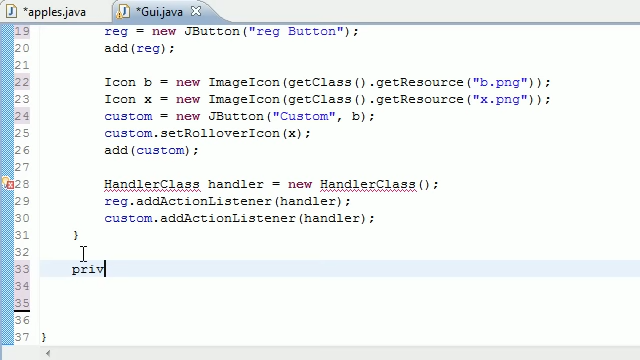 *apples.java *Gui.java
19 reg = new JButton("reg Button");
20 add(reg);
21
22 Icon b = new ImageIcon(getClass().getResource("b.png"));
23 Icon x = new ImageIcon(getClass().getResource("x.png"));
24 custom = new JButton("Custom", b);
25 custom.setRolloverIcon(x);
26 add(custom);
27
28 HandlerClass handler = new HandlerClass();
29 reg.addActionListener(handler);
30 custom.addActionListener(handler);
31 }
32
33 priv
34
35
36
37 }